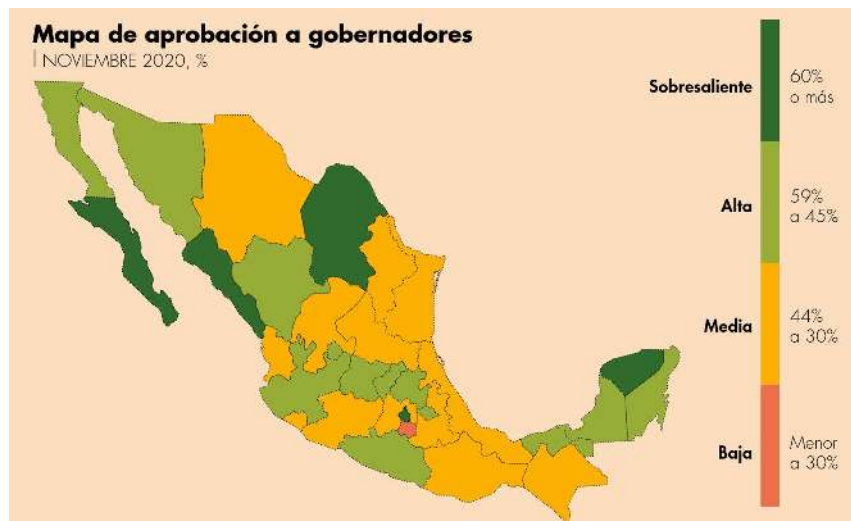 Mapa de aprobación a gobernadores
NOVIEMBRE 2020, %
Sobresaliente
60%
o más
Alta
59%
a 45%
Media
44%
a 30%
Baja
Menor
a 30%